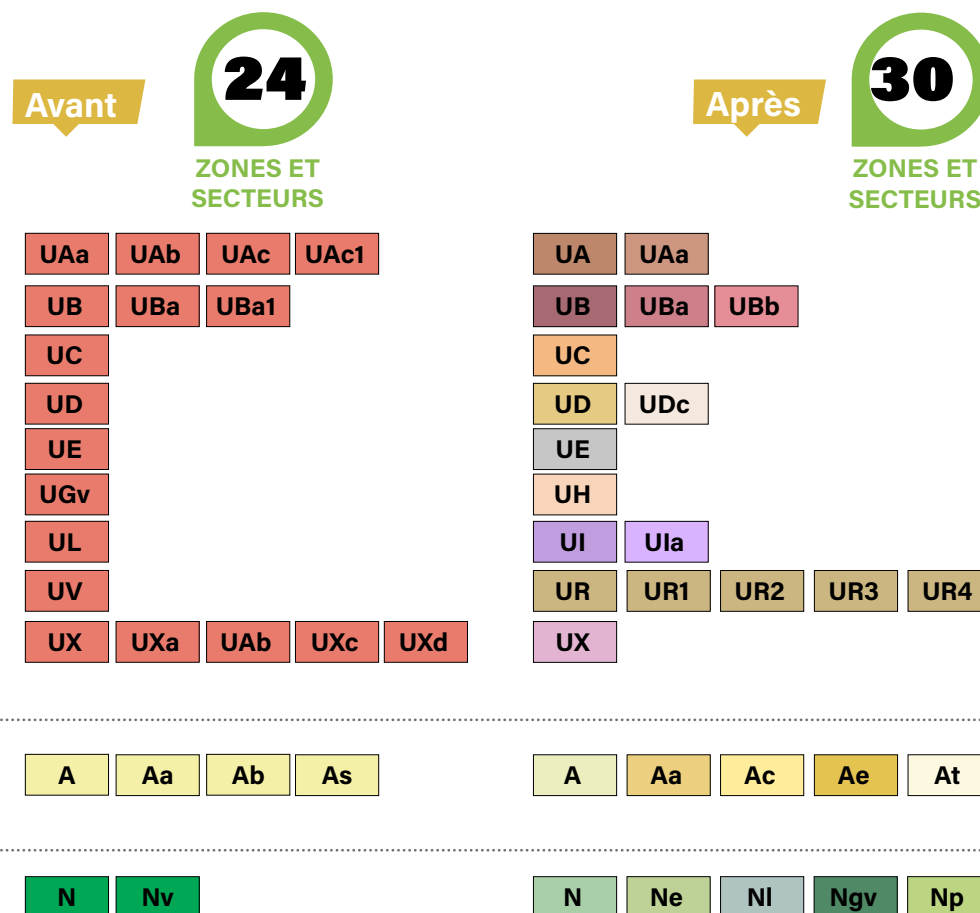 Avant
24
ZONES ET
SECTEURS
Après
30
ZONES ET
SECTEURS
UAa UAb UAc UAc1
UB UBa UBa1
UC
UD
UE
UGv
UL
UV
UX UXa UAb UXc UXd
UA UAa
UB UBa UBb
UC
UD UDc
UE
UH
UI UIa
UR UR1 UR2 UR3 UR4
UX
A Aa Ab As
A Aa Ac Ae At
N Nv
N Ne Nl Ngv Np